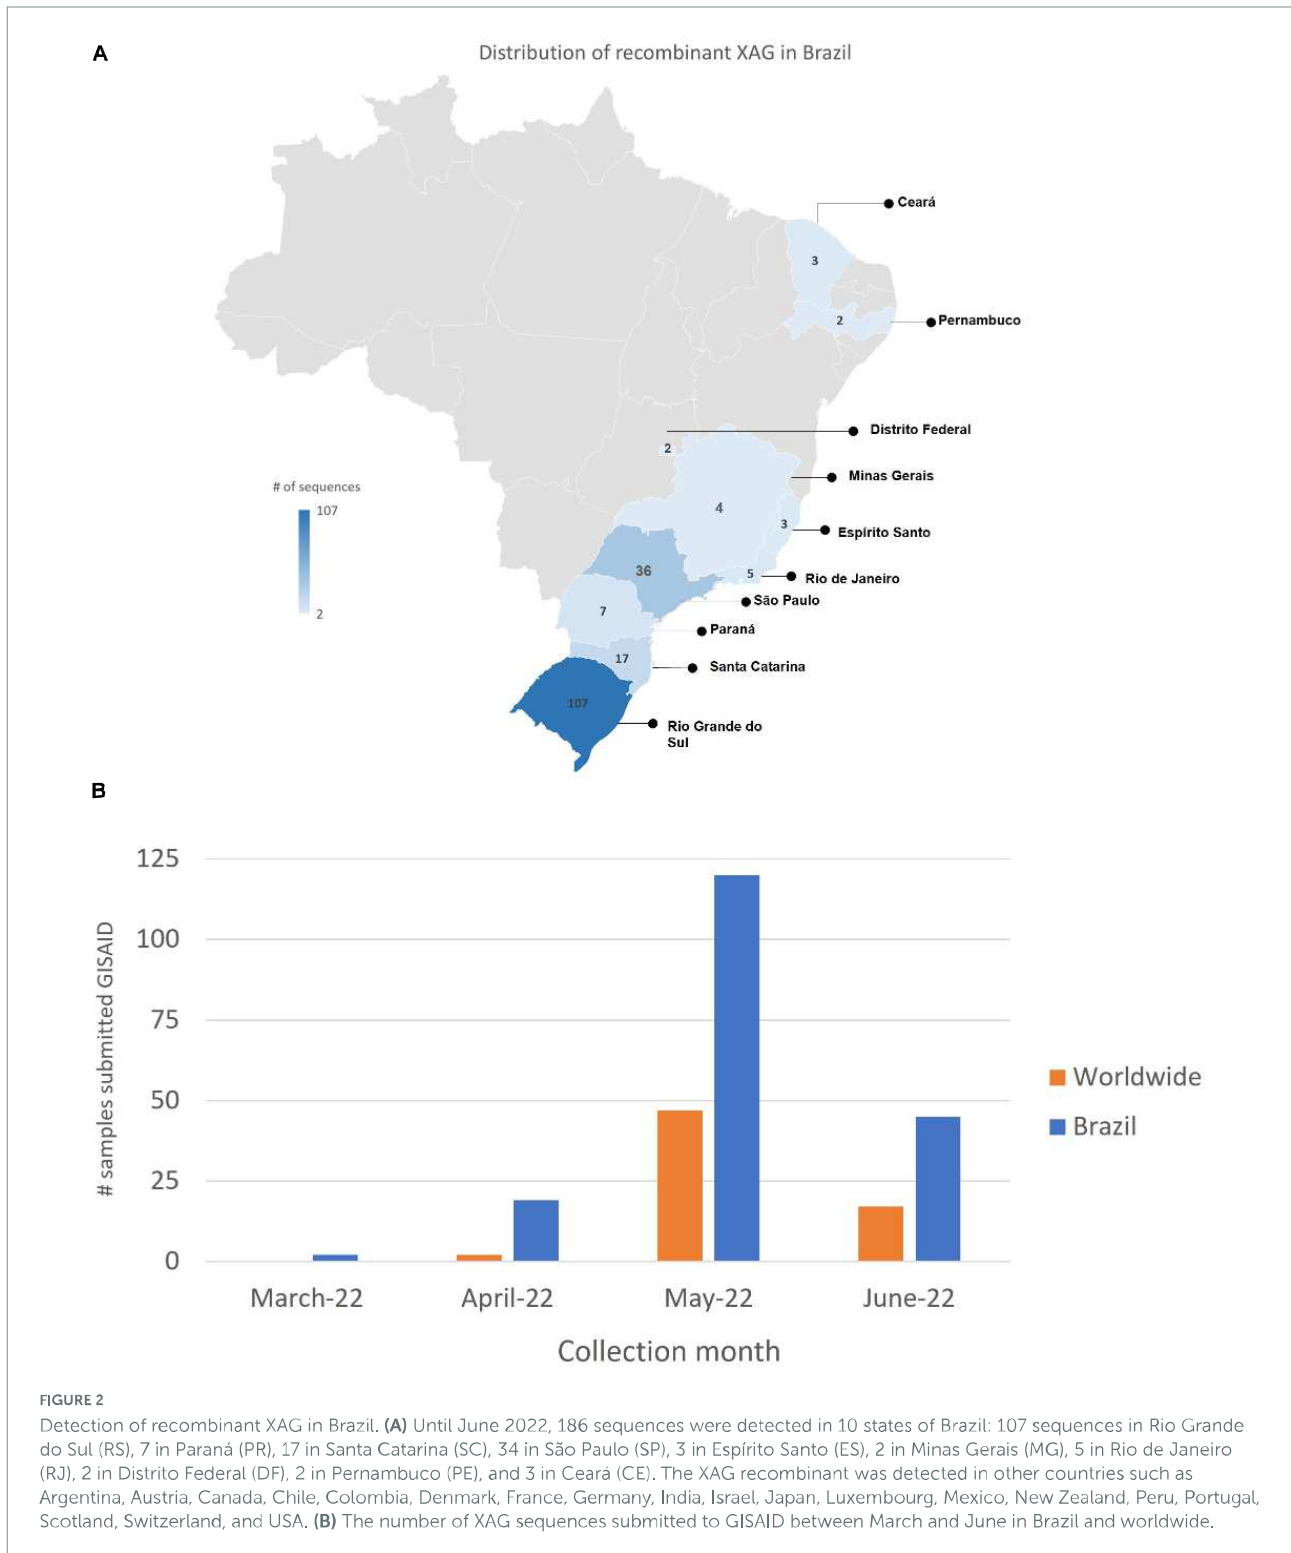 A
Distribution of recombinant XAG in Brazil
Ceará
3
2
Pernambuco
Distrito Federal
2
Minas Gerais
# of sequences
107
4
3
Espírito Santo
36
5
Rio de Janeiro
São Paulo
2
7
Paraná
17
Santa Catarina
107
Rio Grande do
Sul
B
125
100
75
50
25
0
# samples submitted GISAID
Worldwide
Brazil
March-22 April-22 May-22 June-22
Collection month
FIGURE 2
Detection of recombinant XAG in Brazil. (A) Until June 2022, 186 sequences were detected in 10 states of Brazil: 107 sequences in Rio Grande
do Sul (RS), 7 in Paraná (PR), 17 in Santa Catarina (SC), 34 in São Paulo (SP), 3 in Espírito Santo (ES), 2 in Minas Gerais (MG), 5 in Rio de Janeiro
(RJ), 2 in Distrito Federal (DF), 2 in Pernambuco (PE), and 3 in Ceará (CE). The XAG recombinant was detected in other countries such as
Argentina, Austria, Canada, Chile, Colombia, Denmark, France, Germany, India, Israel, Japan, Luxembourg, Mexico, New Zealand, Peru, Portugal,
Scotland, Switzerland, and USA. (B) The number of XAG sequences submitted to GISAID between March and June in Brazil and worldwide.